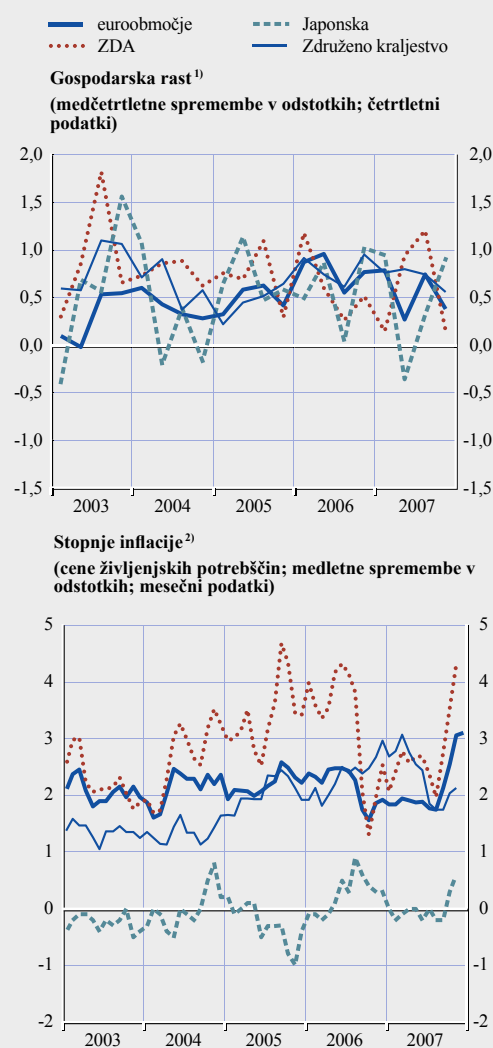 euroobmočje Japonska
ZDA Združeno kraljestvo
Gospodarska rast 1)
(medčetrtletne spremembe v odstotkih; četrtletni
podatki)
2,0 2,0
1,5 1,5
1,0 1,0
0,5 0,5
0,0 0,0
-0,5 -0,5
-1,0 -1,0
-1,5 -1,5
2003 2004 2005 2006 2007
Stopnje inflacije 2)
(cene življenjskih potrebščin; medletne spremembe v
odstotkih; mesečni podatki)
5 5
4 4
3 3
2 2
1 1
0 0
-1 -1
-2 -2
2003 2004 2005 2006 2007